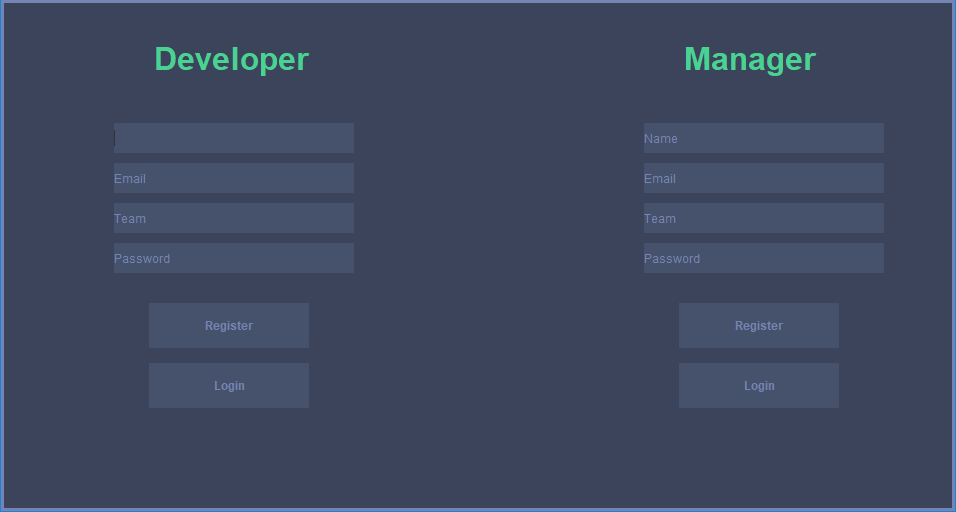 Developer
Email
Team
Password
Register
Login
Manager
Name
Email
Team
Password
Register
Login